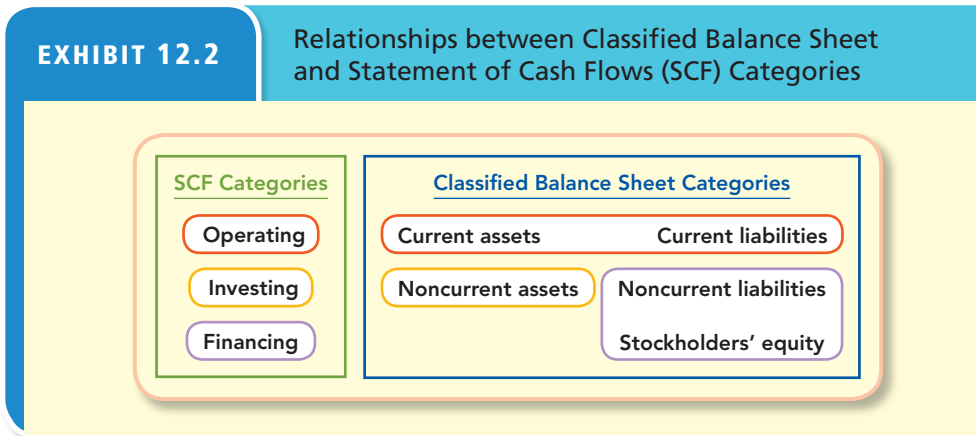 EXHIBIT 12.2
Relationships between Classified Balance Sheet
and Statement of Cash Flows (SCF) Categories
SCF Categories
Operating
Investing
Financing
Classified Balance Sheet Categories
Current assets Current liabilities
Noncurrent assets Noncurrent liabilities
Stockholders’ equity